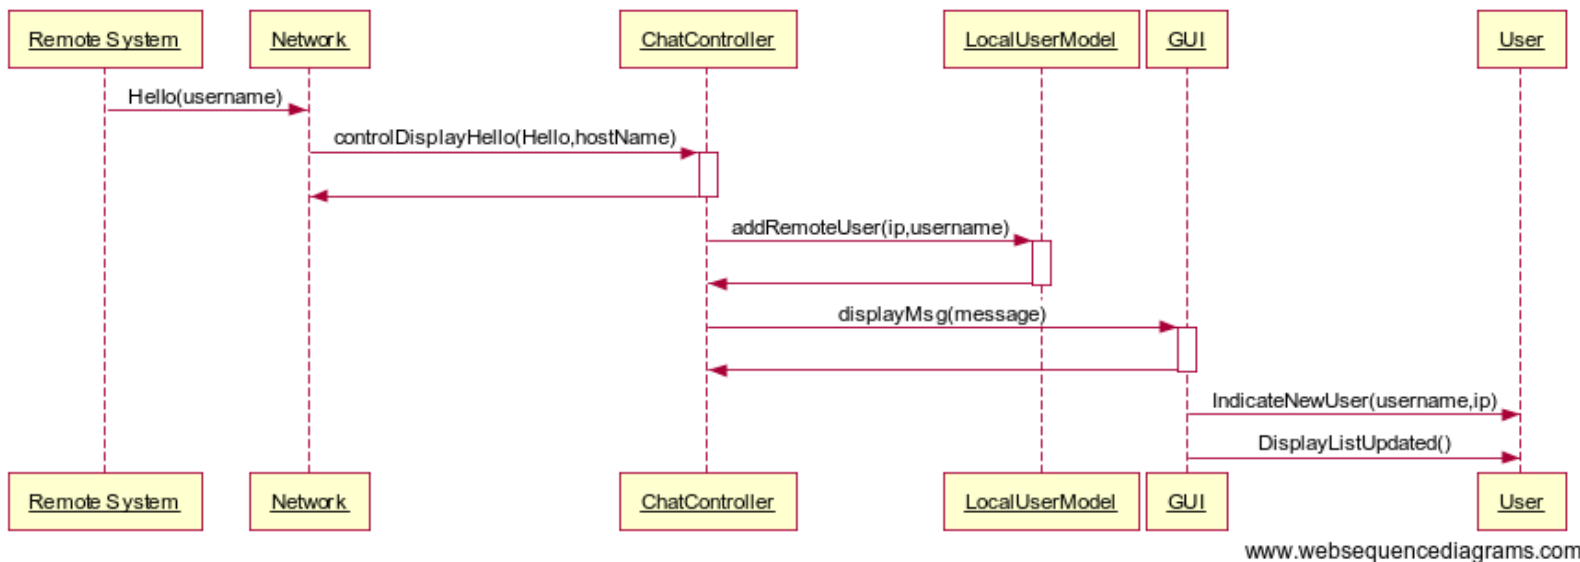 Remote System Network ChatController LocalUserModel GUI User
Hello(username)
controlDisplayHello(Hello,hostName)
addRemoteUser(ip,username)
displayMsg(message)
IndicateNewUser(username,ip)
DisplayListUpdated()
Remote System Network ChatController LocalUserModel GUI User
www.websequencediagrams.com